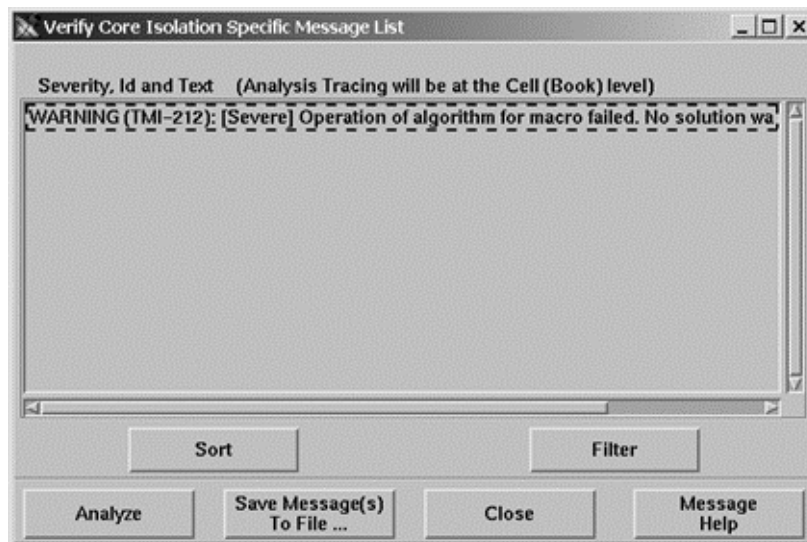 Verify Core Isolation Specific Message List
Severity, Id and Text (Analysis Tracing will be at the Cell (Book) level)
WARNING (TMI-212): [Severe] Operation of algorithm for macro failed. No solution wa
Sort
Filter
Analyze
Save Message(s)
To File ...
Close
Message
Help